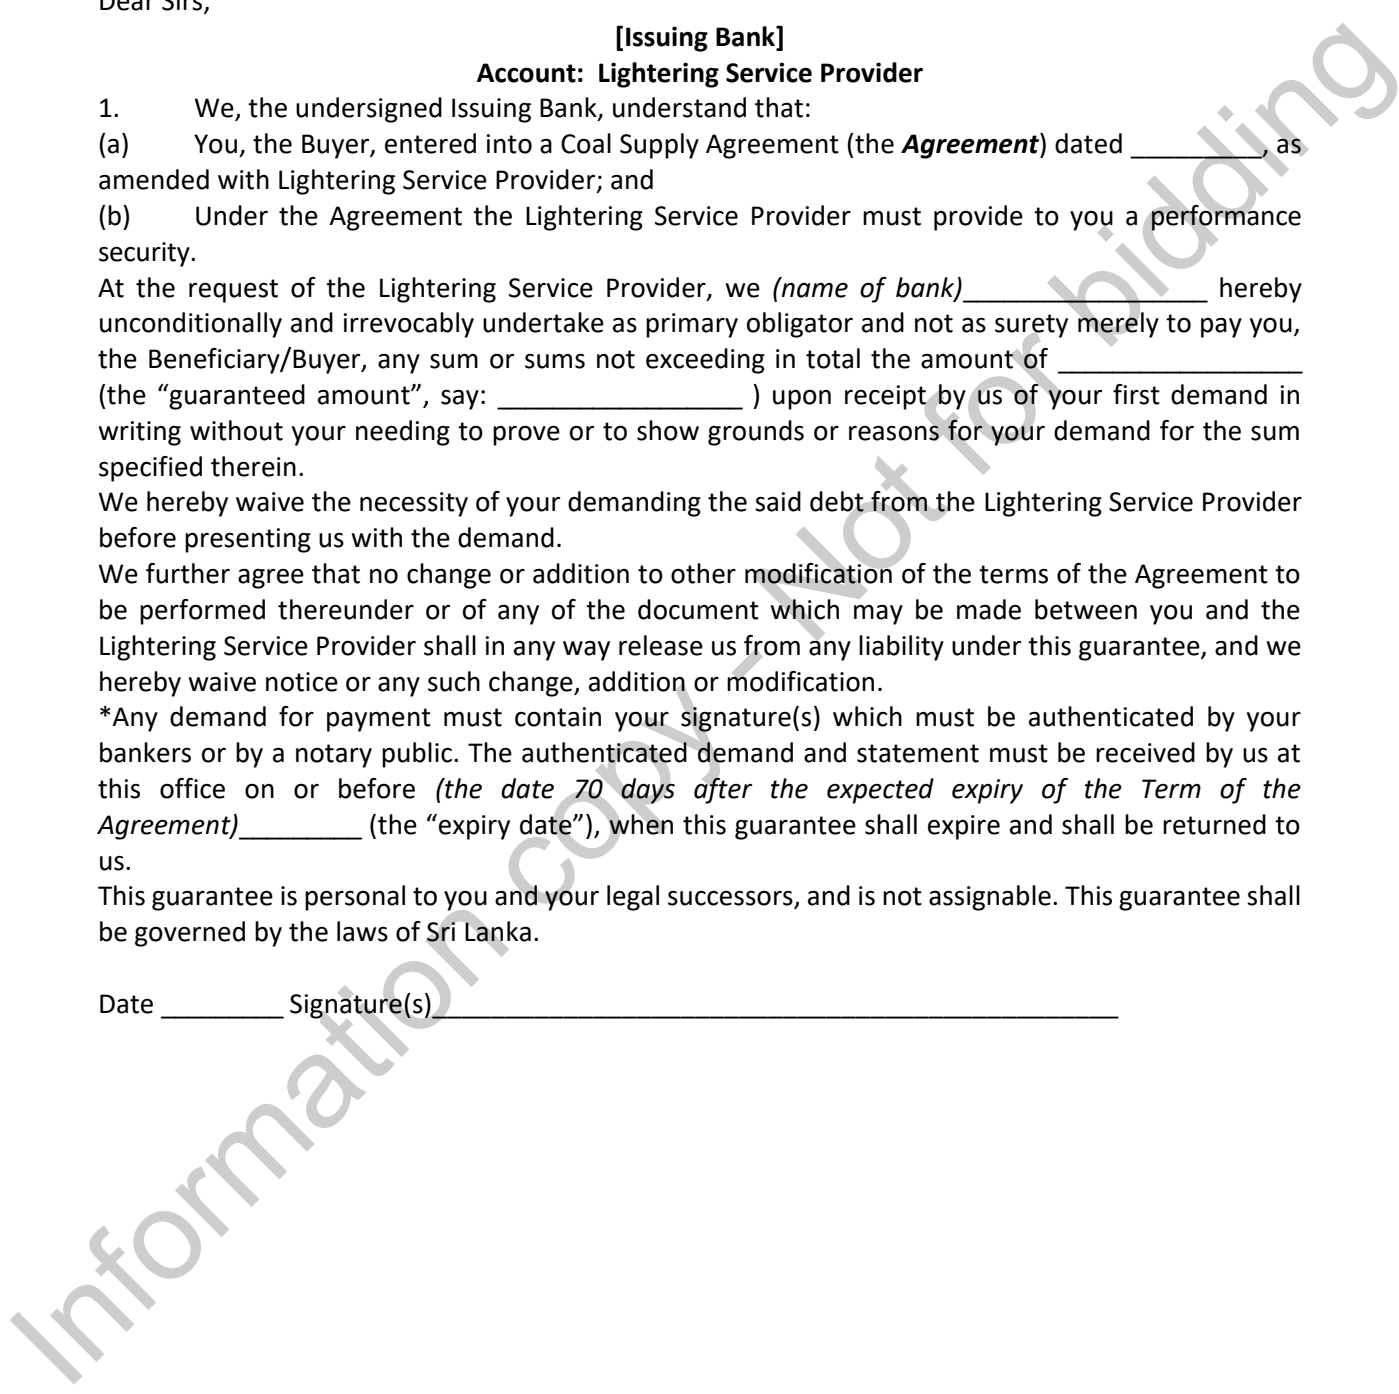 Dear Sirs,
[Issuing Bank]
Account: Lightering Service Provider
1. We, the undersigned Issuing Bank, understand that:
(a) You, the Buyer, entered into a Coal Supply Agreement (the Agreement) dated _________, as
amended with Lightering Service Provider; and
(b) Under the Agreement the Lightering Service Provider must provide to you a performance
security.
At the request of the Lightering Service Provider, we (name of bank)__________________ hereby
unconditionally and irrevocably undertake as primary obligator and not as surety merely to pay you,
the Beneficiary/Buyer, any sum or sums not exceeding in total the amount of __________________
(the “guaranteed amount”, say: __________________ ) upon receipt by us of your first demand in
writing without your needing to prove or to show grounds or reasons for your demand for the sum
specified therein.
We hereby waive the necessity of your demanding the said debt from the Lightering Service Provider
before presenting us with the demand.
We further agree that no change or addition to other modification of the terms of the Agreement to
be performed thereunder or of any of the document which may be made between you and the
Lightering Service Provider shall in any way release us from any liability under this guarantee, and we
hereby waive notice or any such change, addition or modification.
*Any demand for payment must contain your signature(s) which must be authenticated by your
bankers or by a notary public. The authenticated demand and statement must be received by us at
this office on or before (the date 70 days after the expected expiry of the Term of the
Agreement)_________ (the “expiry date”), when this guarantee shall expire and shall be returned to
us.
This guarantee is personal to you and your legal successors, and is not assignable. This guarantee shall
be governed by the laws of Sri Lanka.
Date _________ Signature(s)___________________________________________________
Information copy - Not for bidding